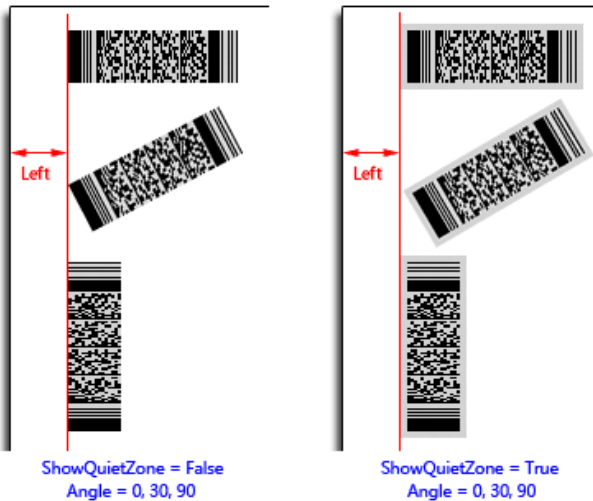 Left
Left
ShowQuietZone = False
Angle = 0, 30, 90
ShowQuietZone = True
Angle = 0, 30, 90